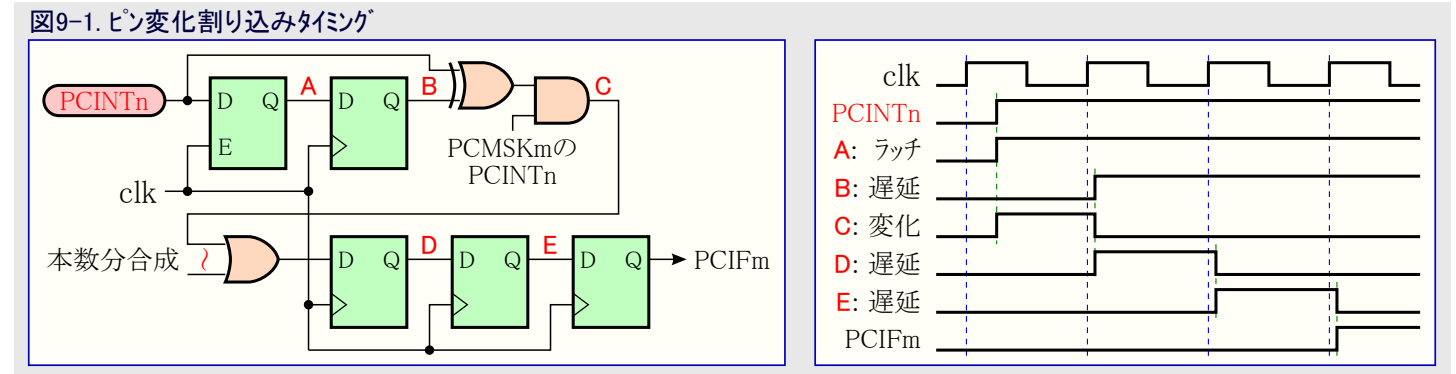 図9-1. ピン変化割り込みタイミング
PCINTn
D Q
E
A
D Q
B
C
PCMSKmの
PCINTn
clk
本数分合成
~
D Q
D
D Q
E
D Q
PCIFm
clk
PCINTn
A: ラッチ
B: 遅延
C: 変化
D: 遅延
E: 遅延
PCIFm